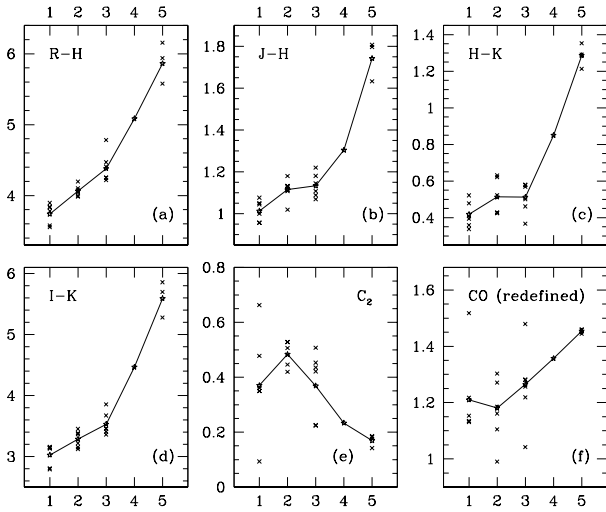 1 2 3 4 5 1 2 3 4 5 1 2 3 4 5
R-H J-H H-K
6 1.8 1.4
1.2
1.6
5 1
1.4
0.8
1.2 0.6
4
(a) 1 (b) 0.4 (c)
6 0.8
I-K C₂ CO (redefined)
1.6
0.6
5
1.4
0.4
4 1.2
0.2
3 (d) (e) 1 (f)
0
1 2 3 4 5 1 2 3 4 5 1 2 3 4 5